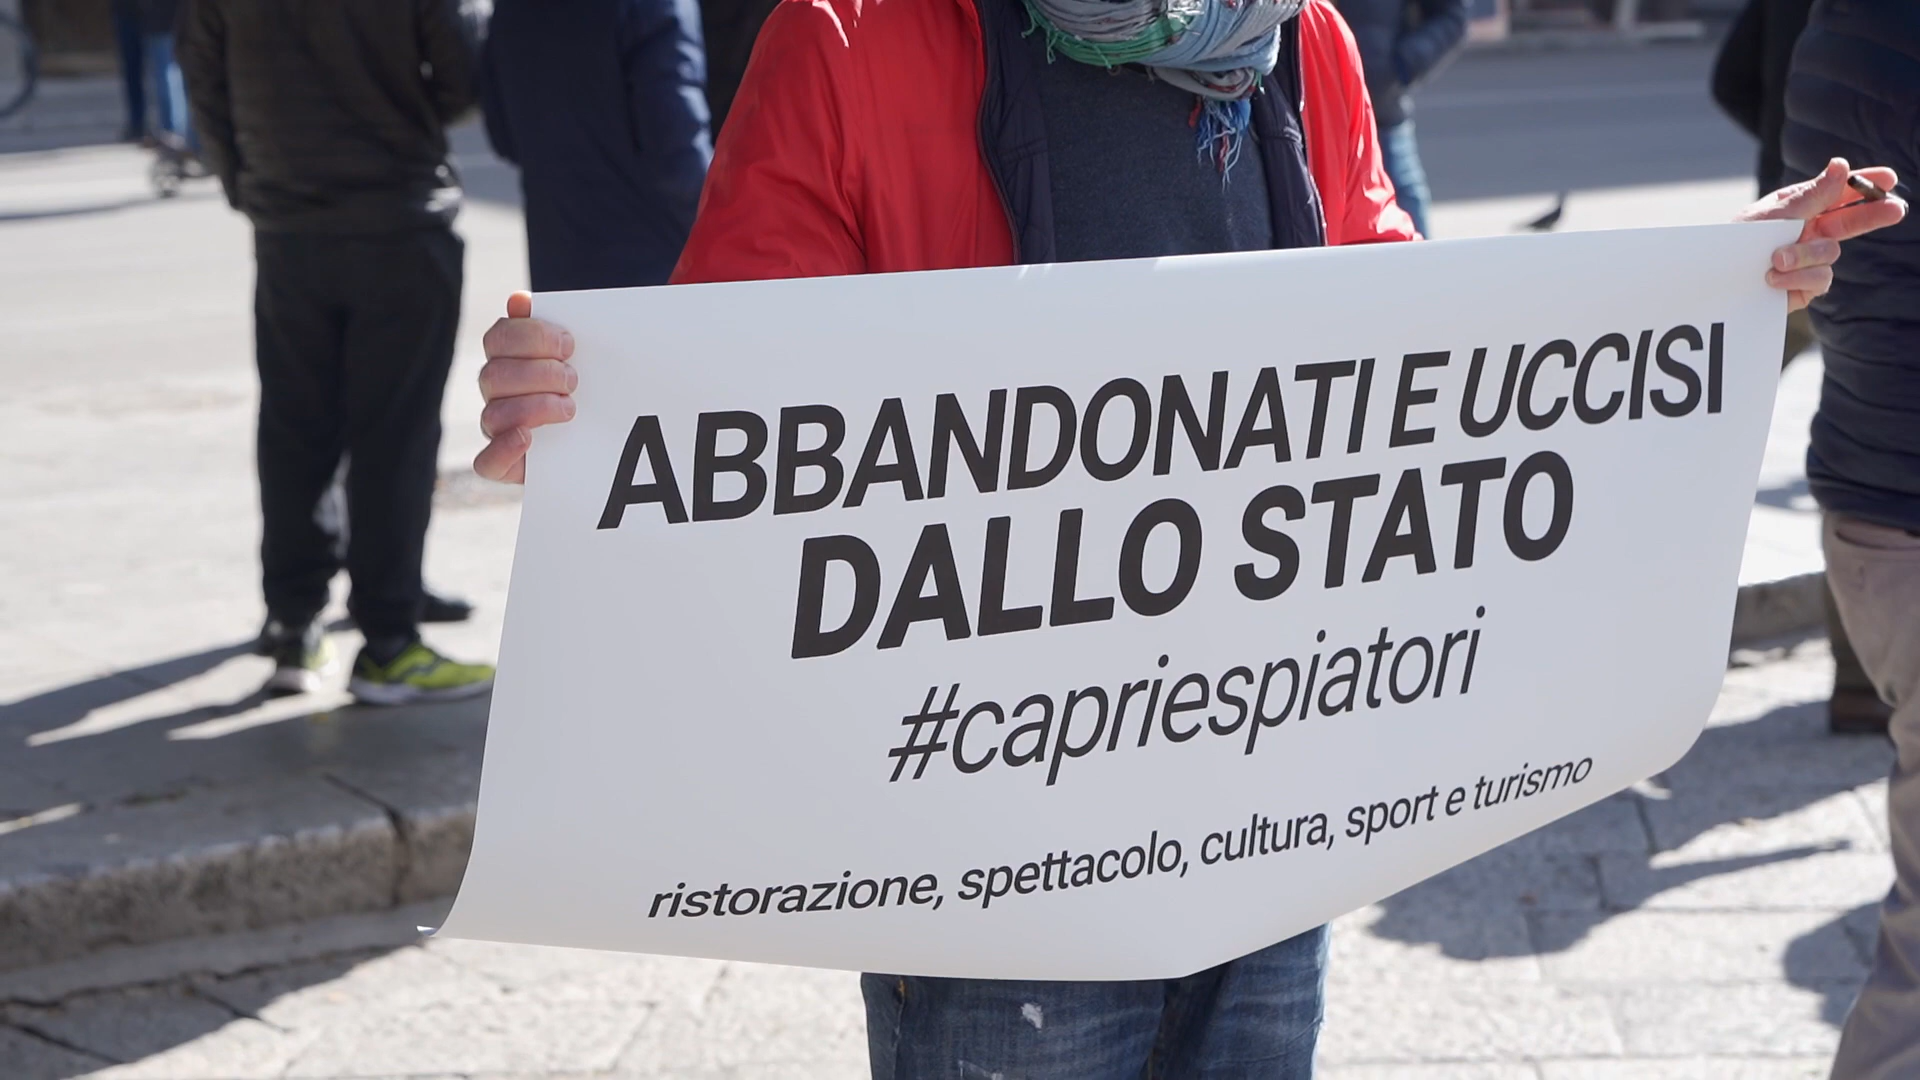 ABBANDONATI E UCCISI
DALLO STATO
#capriespiatori
ristorazione, spettacolo, cultura, sport e turismo